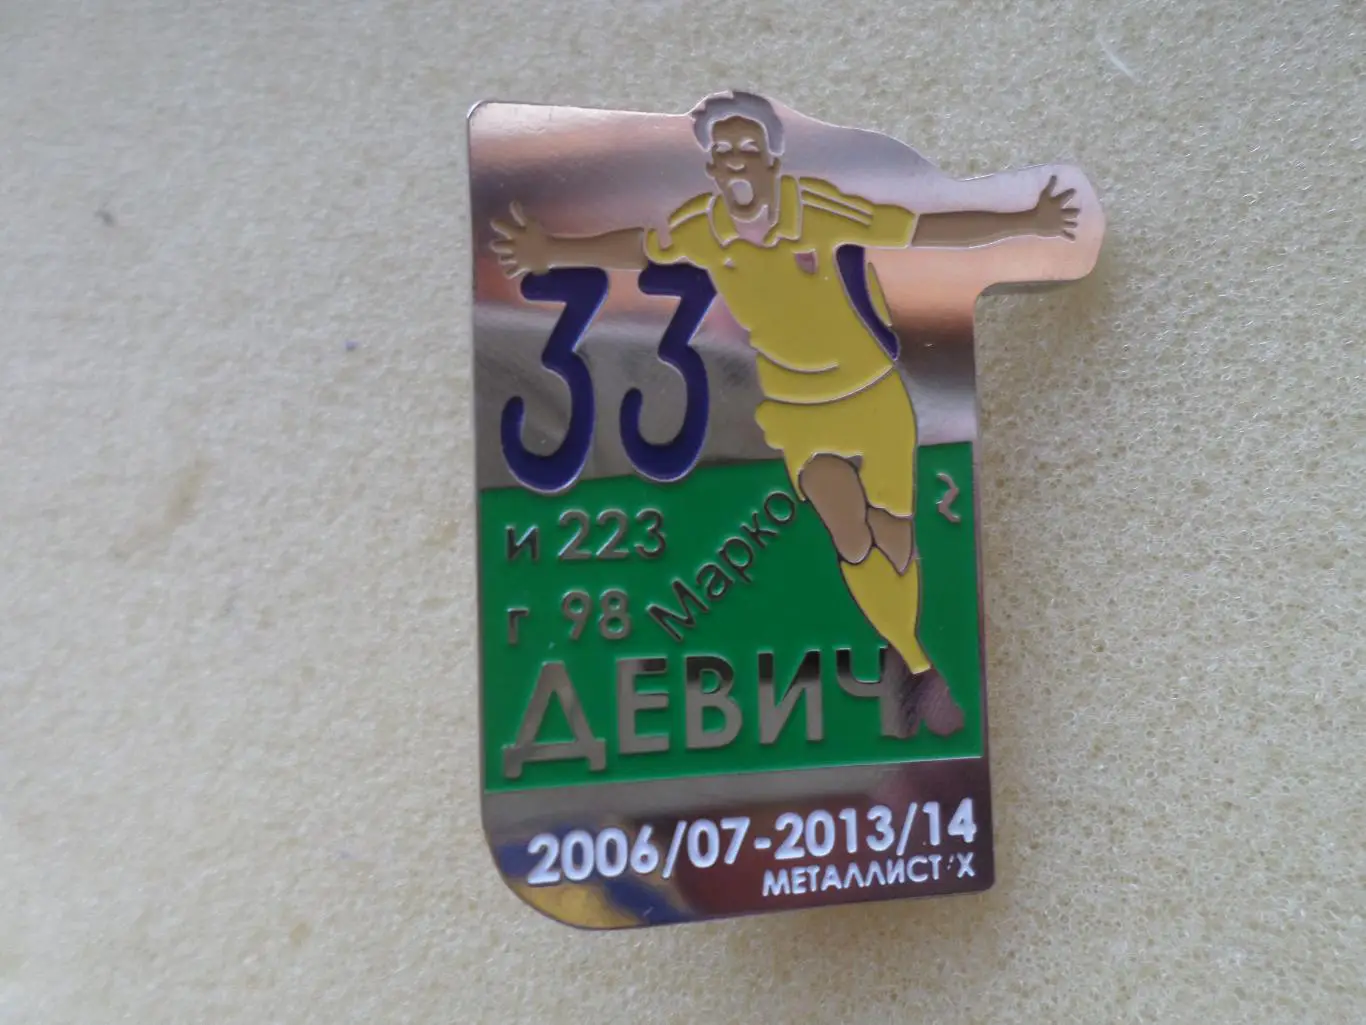 33
и 223
г 98
Марко
ДЕВИЧ
2006/07-2013/14
МЕТАЛЛИСТ'Х